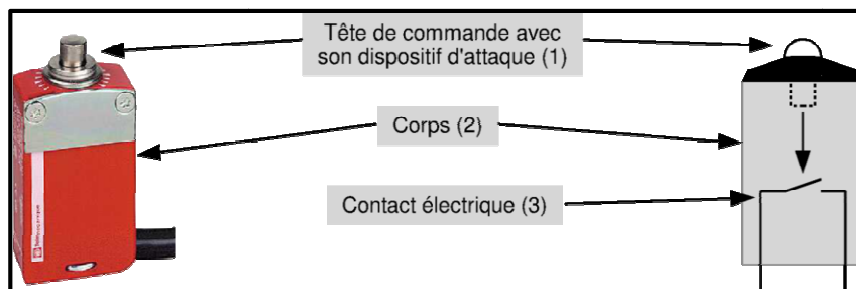 Tête de commande avec
son dispositif d'attaque (1)
Corps (2)
Contact électrique (3)